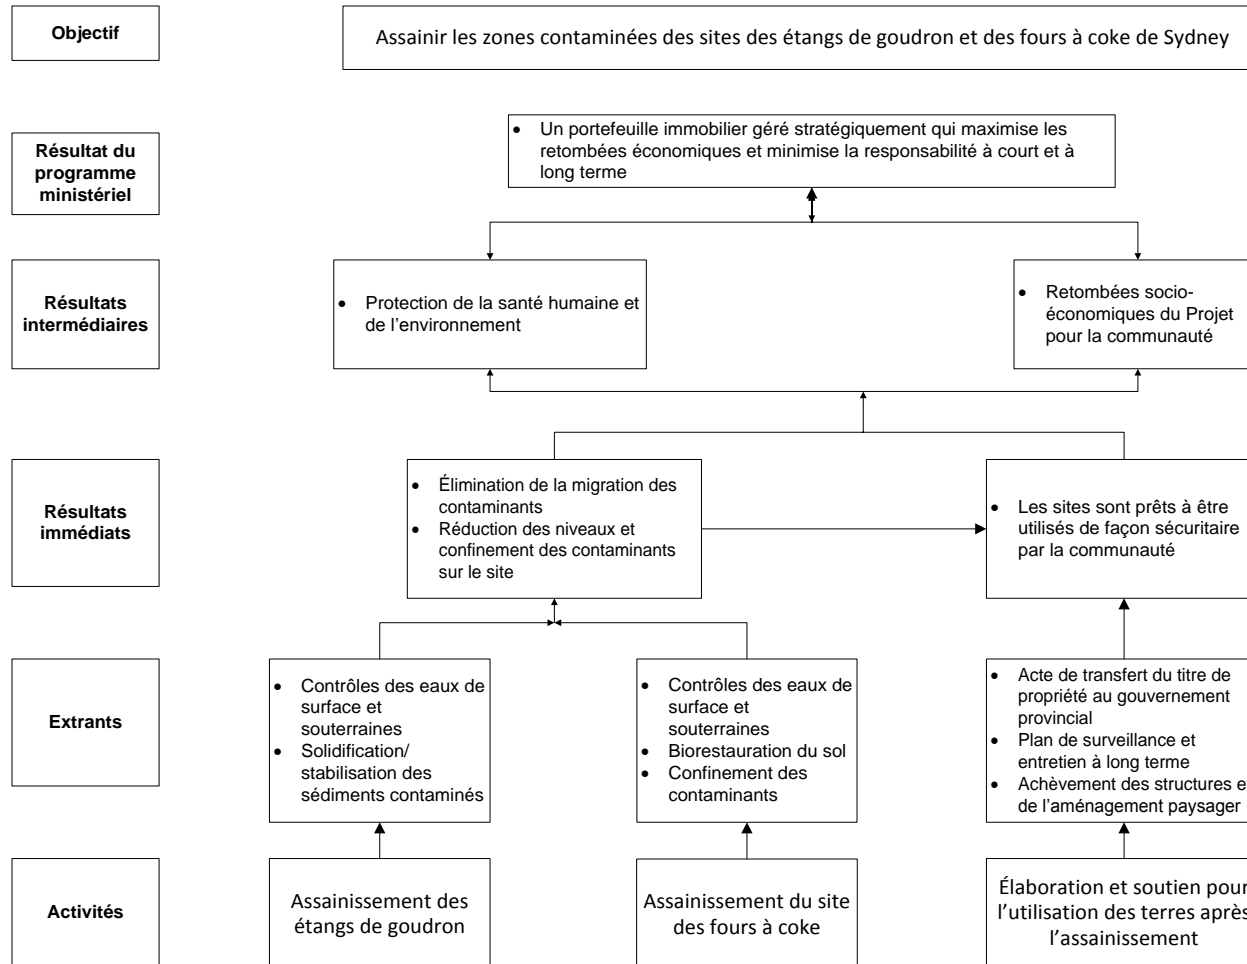 Objectif
Assainir les zones contaminées des sites des étangs de goudron et des fours à coke de Sydney
Résultat du
programme
ministériel
• Un portefeuille immobilier géré stratégiquement qui maximise les
retombées économiques et minimise la responsabilité à court et à
long terme
Résultats
intermédiaires
• Protection de la santé humaine et
de l’environnement
• Retombées socio-
économiques du Projet
pour la communauté
Résultats
immédiats
• Élimination de la migration des
contaminants
• Réduction des niveaux et
confinement des contaminants
sur le site
• Les sites sont prêts à être
utilisés de façon sécuritaire
par la communauté
Extrants
• Contrôles des eaux de
surface et
souterraines
• Solidification/
stabilisation des
sédiments contaminés
• Contrôles des eaux de
surface et
souterraines
• Biorestauration du sol
• Confinement des
contaminants
• Acte de transfert du titre de
propriété au gouvernement
provincial
• Plan de surveillance et
entretien à long terme
• Achèvement des structures et
de l’aménagement paysager
Activités
Assainissement des
étangs de goudron
Assainissement du site
des fours à coke
Élaboration et soutien pour
l’utilisation des terres après
l’assainissement